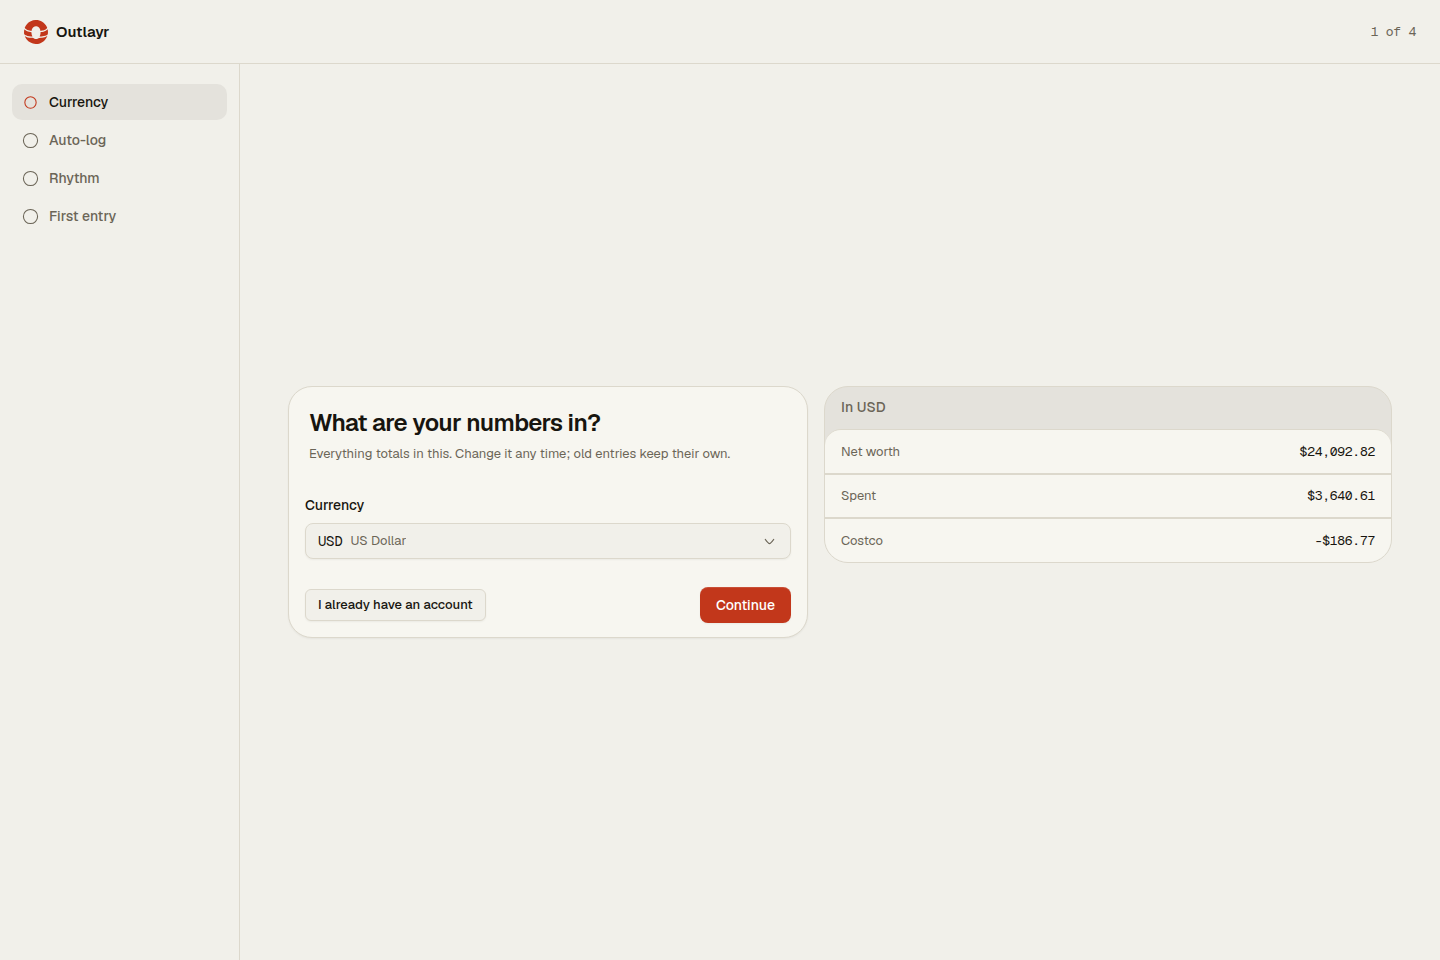 Outlayr
1 of 4
Currency
Auto-log
Rhythm
First entry
What are your numbers in?
Everything totals in this. Change it any time; old entries keep their own.
Currency
USD US Dollar
I already have an account
Continue
In USD
Net worth $24,092.82
Spent $3,640.61
Costco -$186.77